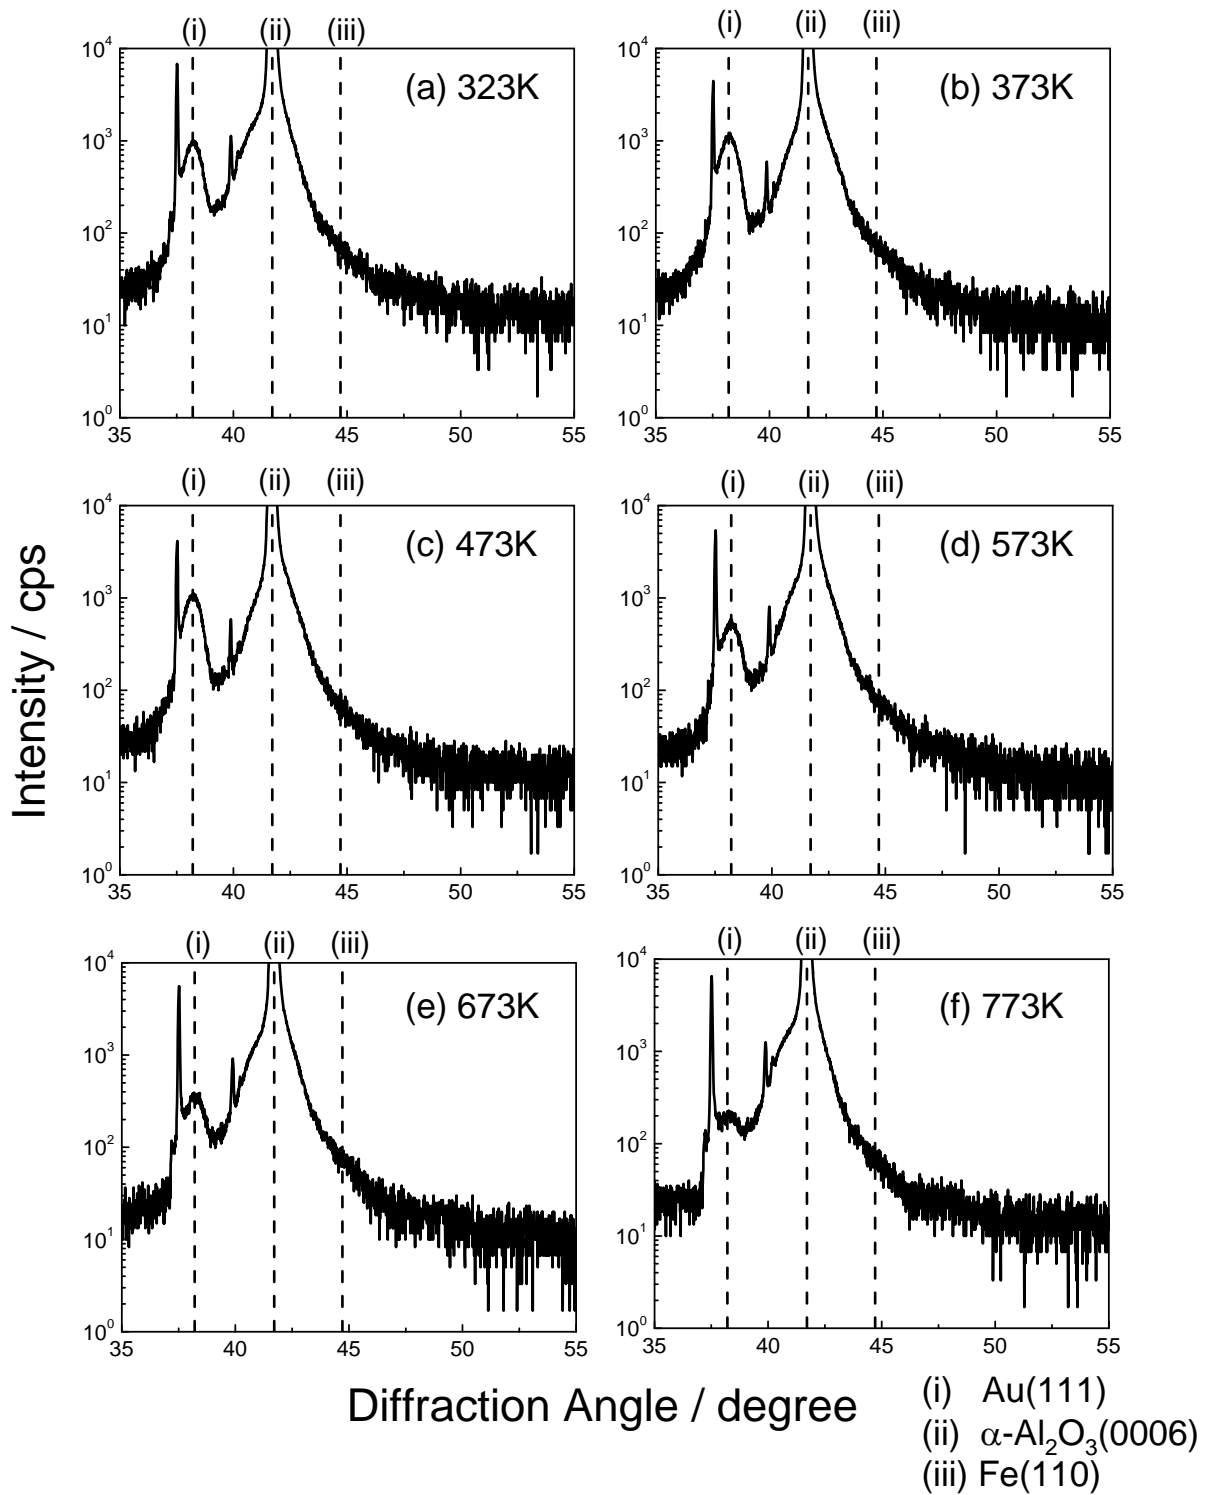 (i) (ii) (iii)
(a) 323K
10^4
10^3
10^2
10^1
10^0
35 40 45 50 55
(i) (ii) (iii)
(b) 373K
10^4
10^3
10^2
10^1
10^0
35 40 45 50 55
(i) (ii) (iii)
(c) 473K
10^4
10^3
10^2
10^1
10^0
35 40 45 50 55
(i) (ii) (iii)
(d) 573K
10^4
10^3
10^2
10^1
10^0
35 40 45 50 55
(i) (ii) (iii)
(e) 673K
10^4
10^3
10^2
10^1
10^0
35 40 45 50 55
(i) (ii) (iii)
(f) 773K
10^4
10^3
10^2
10^1
10^0
35 40 45 50 55
Intensity / cps
Diffraction Angle / degree
(i) Au(111)
(ii) α-Al₂O₃(0006)
(iii) Fe(110)